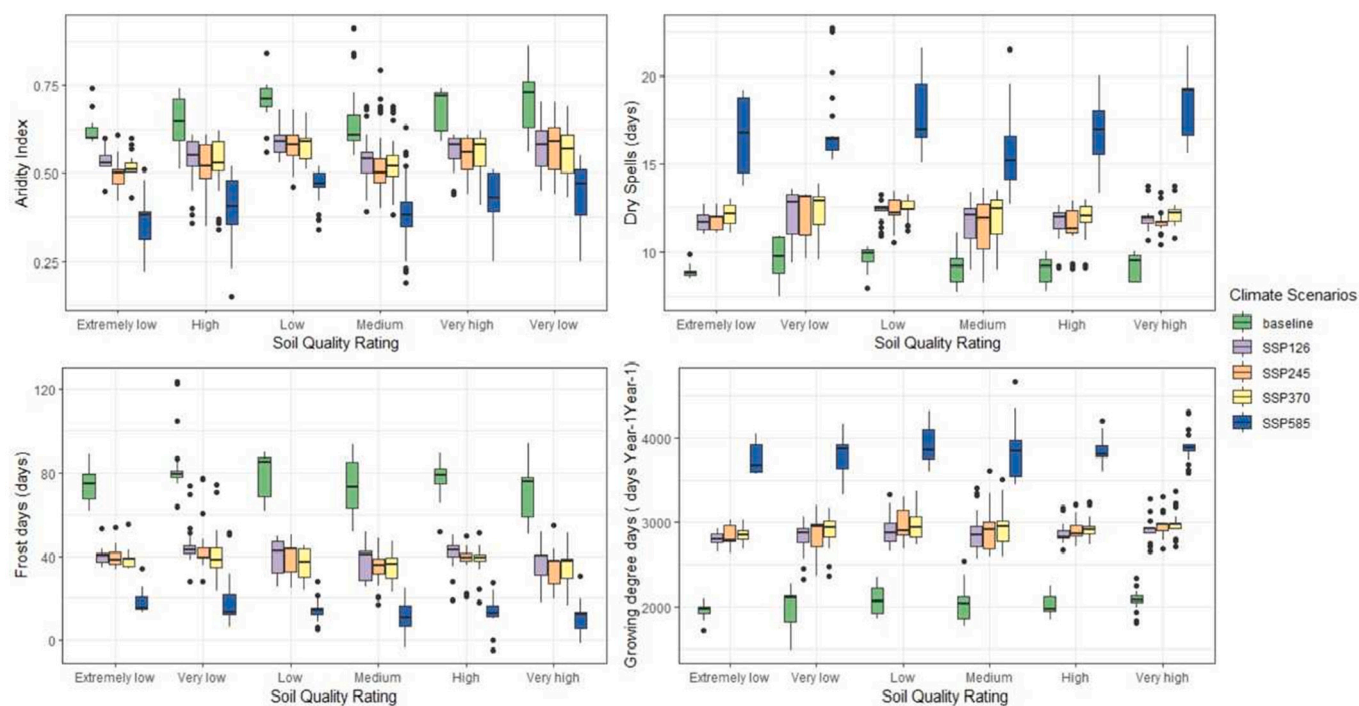 Aridity Index
0.75
0.50
0.25
Extremely low High Low Medium Very high Very low
Soil Quality Rating
Dry Spells (days)
20
15
10
Extremely low Very low Low Medium High Very high
Soil Quality Rating
Climate Scenarios
baseline
SSP126
SSP245
SSP370
SSP585
Frost days (days)
120
80
40
0
Extremely low Very low Low Medium High Very high
Soil Quality Rating
Growing degree days ( days Year-1Year-1)
4000
3000
2000
Extremely low Very low Low Medium High Very high
Soil Quality Rating